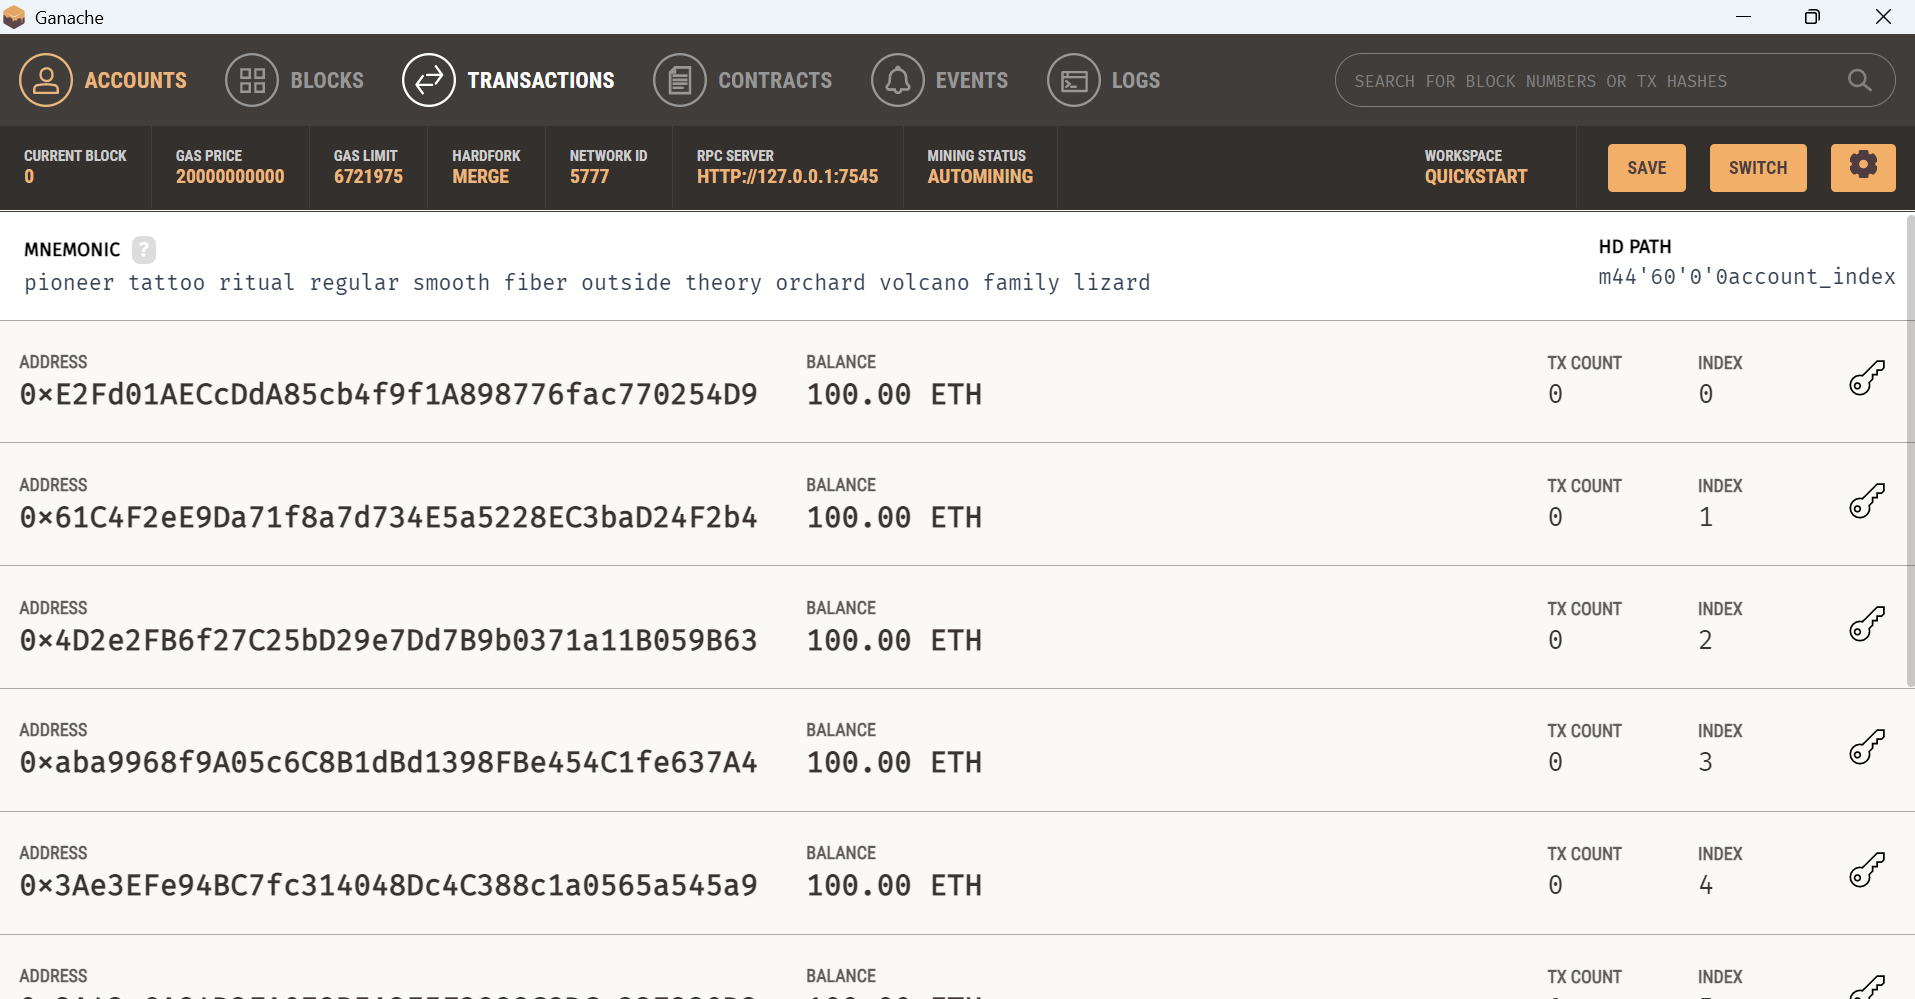 Ganache
ACCOUNTS BLOCKS TRANSACTIONS CONTRACTS EVENTS LOGS SEARCH FOR BLOCK NUMBERS OR TX HASHES
CURRENT BLOCK GAS PRICE GAS LIMIT HARDFORK NETWORK ID RPC SERVER MINING STATUS WORKSPACE
0 20000000000 6721975 MERGE 5777 HTTP://127.0.0.1:7545 AUTOMINING QUICKSTART SAVE SWITCH
MNEMONIC ? HD PATH
pioneer tattoo ritual regular smooth fiber outside theory orchard volcano family lizard m44'60'0'0account_index
ADDRESS BALANCE TX COUNT INDEX
0×E2Fd01AECcDdA85cb4f9f1A898776fac770254D9 100.00 ETH 0 0
ADDRESS BALANCE TX COUNT INDEX
0×61C4F2eE9Da71f8a7d734E5a5228EC3baD24F2b4 100.00 ETH 0 1
ADDRESS BALANCE TX COUNT INDEX
0×4D2e2FB6f27C25bD29e7Dd7B9b0371a11B059B63 100.00 ETH 0 2
ADDRESS BALANCE TX COUNT INDEX
0×aba9968f9A05c6C8B1dBd1398FBe454C1fe637A4 100.00 ETH 0 3
ADDRESS BALANCE TX COUNT INDEX
0×3Ae3EFe94BC7fc314048Dc4C388c1a0565a545a9 100.00 ETH 0 4
ADDRESS BALANCE TX COUNT INDEX